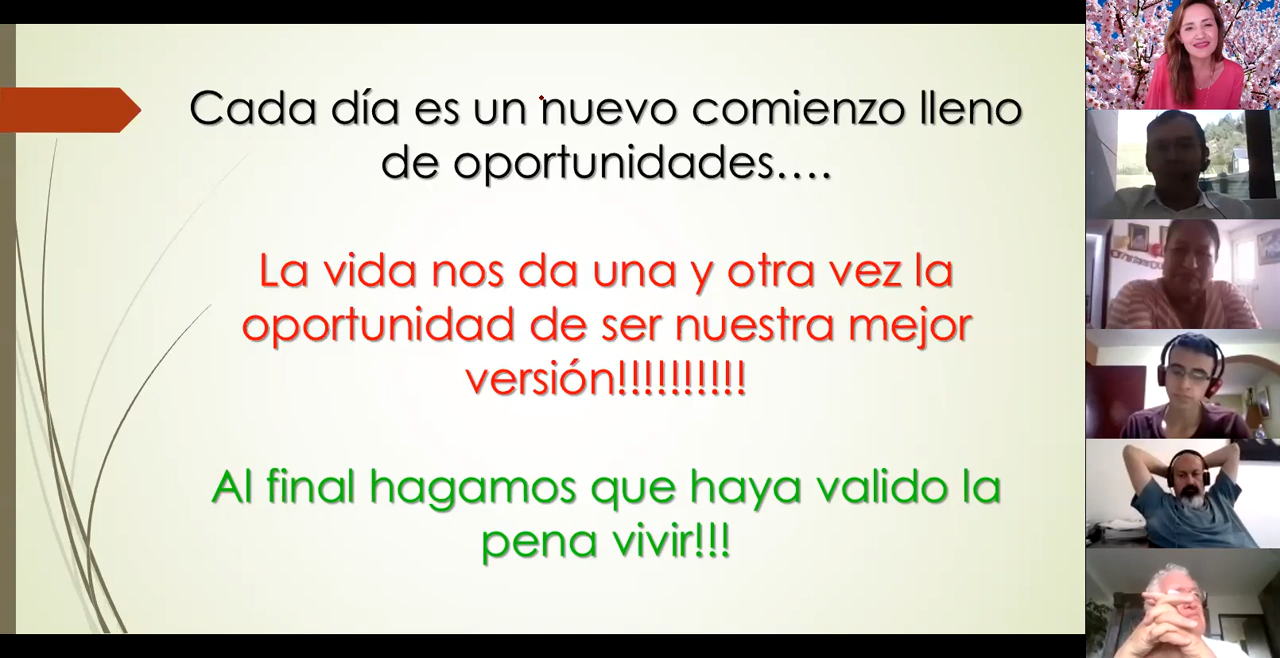 Cada día es un nuevo comienzo lleno
de oportunidades....
La vida nos da una y otra vez la
oportunidad de ser nuestra mejor
versión!!!!!!!!!!
Al final hagamos que haya valido la
pena vivir!!!